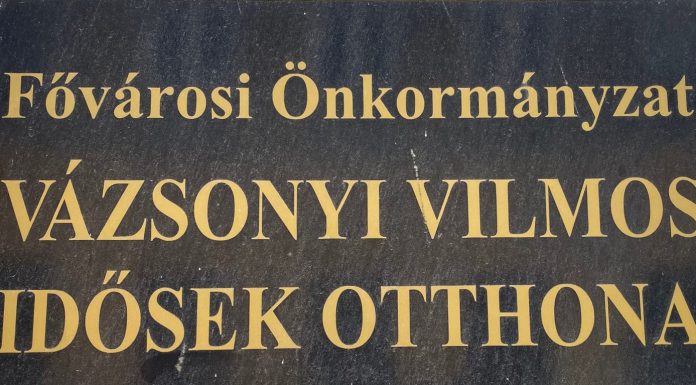 Fővárosi Önkormányzat
VÁZSONYI VILMOS
IDŐSEK OTTHONA